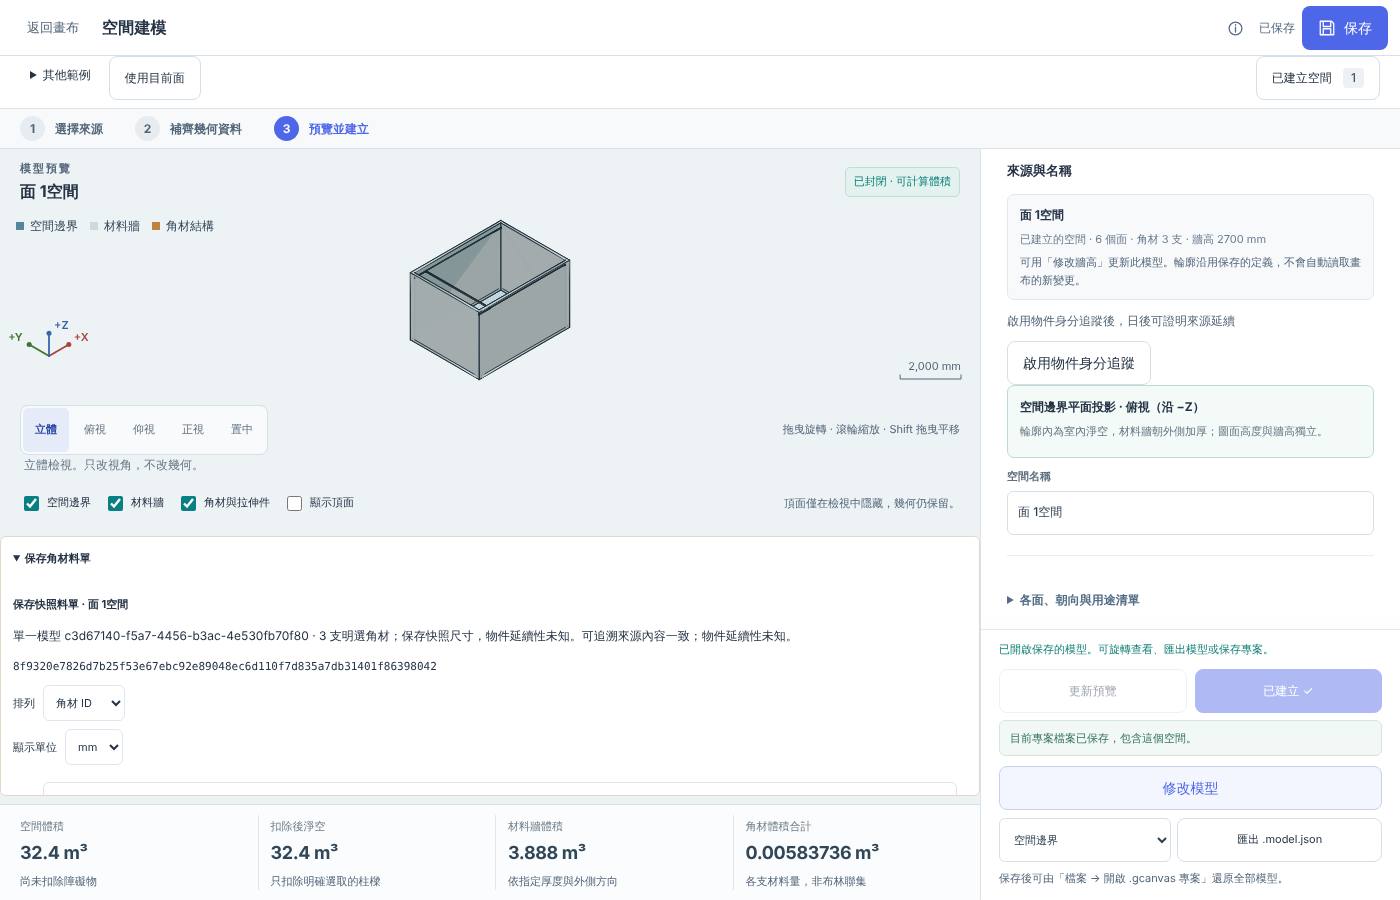 返回畫布
空間建模
已保存
保存
其他範例
使用目前面
已建立空間 1
1 選擇來源
2 補齊幾何資料
3 預覽並建立
模型預覽
面 1空間
已封閉 · 可計算體積
空間邊界
材料牆
角材結構
+Z
+Y
+X
2,000 mm
立體
俯視
仰視
正視
置中
拖曳旋轉 · 滾輪縮放 · Shift 拖曳平移
立體檢視。只改視角，不改幾何。
空間邊界
材料牆
角材與拉伸件
顯示頂面
頂面僅在檢視中隱藏，幾何仍保留。
保存角材料單
保存快照料單 · 面 1空間
單一模型 c3d67140-f5a7-4456-b3ac-4e530fb70f80 · 3 支明選角材；保存快照尺寸，物件延續性未知。可追溯來源內容一致；物件延續性未知。
8f9320e7826d7b25f53e67ebc92e89048ec6d110f7d835a7db31401f86398042
排列
角材 ID
顯示單位
mm
空間體積
32.4 m³
尚未扣除障礙物
扣除後淨空
32.4 m³
只扣除明確選取的柱樑
材料牆體積
3.888 m³
依指定厚度與外側方向
角材體積合計
0.00583736 m³
各支材料量，非布林聯集
來源與名稱
面 1空間
已建立的空間 · 6 個面 · 角材 3 支 · 牆高 2700 mm
可用「修改牆高」更新此模型。輪廓沿用保存的定義，不會自動讀取畫
布的新變更。
啟用物件身分追蹤後，日後可證明來源延續
啟用物件身分追蹤
空間邊界平面投影 · 俯視（沿 −Z）
輪廓內為室內淨空，材料牆朝外側加厚；圖面高度與牆高獨立。
空間名稱
面 1空間
各面、朝向與用途清單
已開啟保存的模型。可旋轉查看、匯出模型或保存專案。
更新預覽
已建立 ✓
目前專案檔案已保存，包含這個空間。
修改模型
空間邊界
匯出 .model.json
保存後可由「檔案 → 開啟 .gcanvas 專案」還原全部模型。